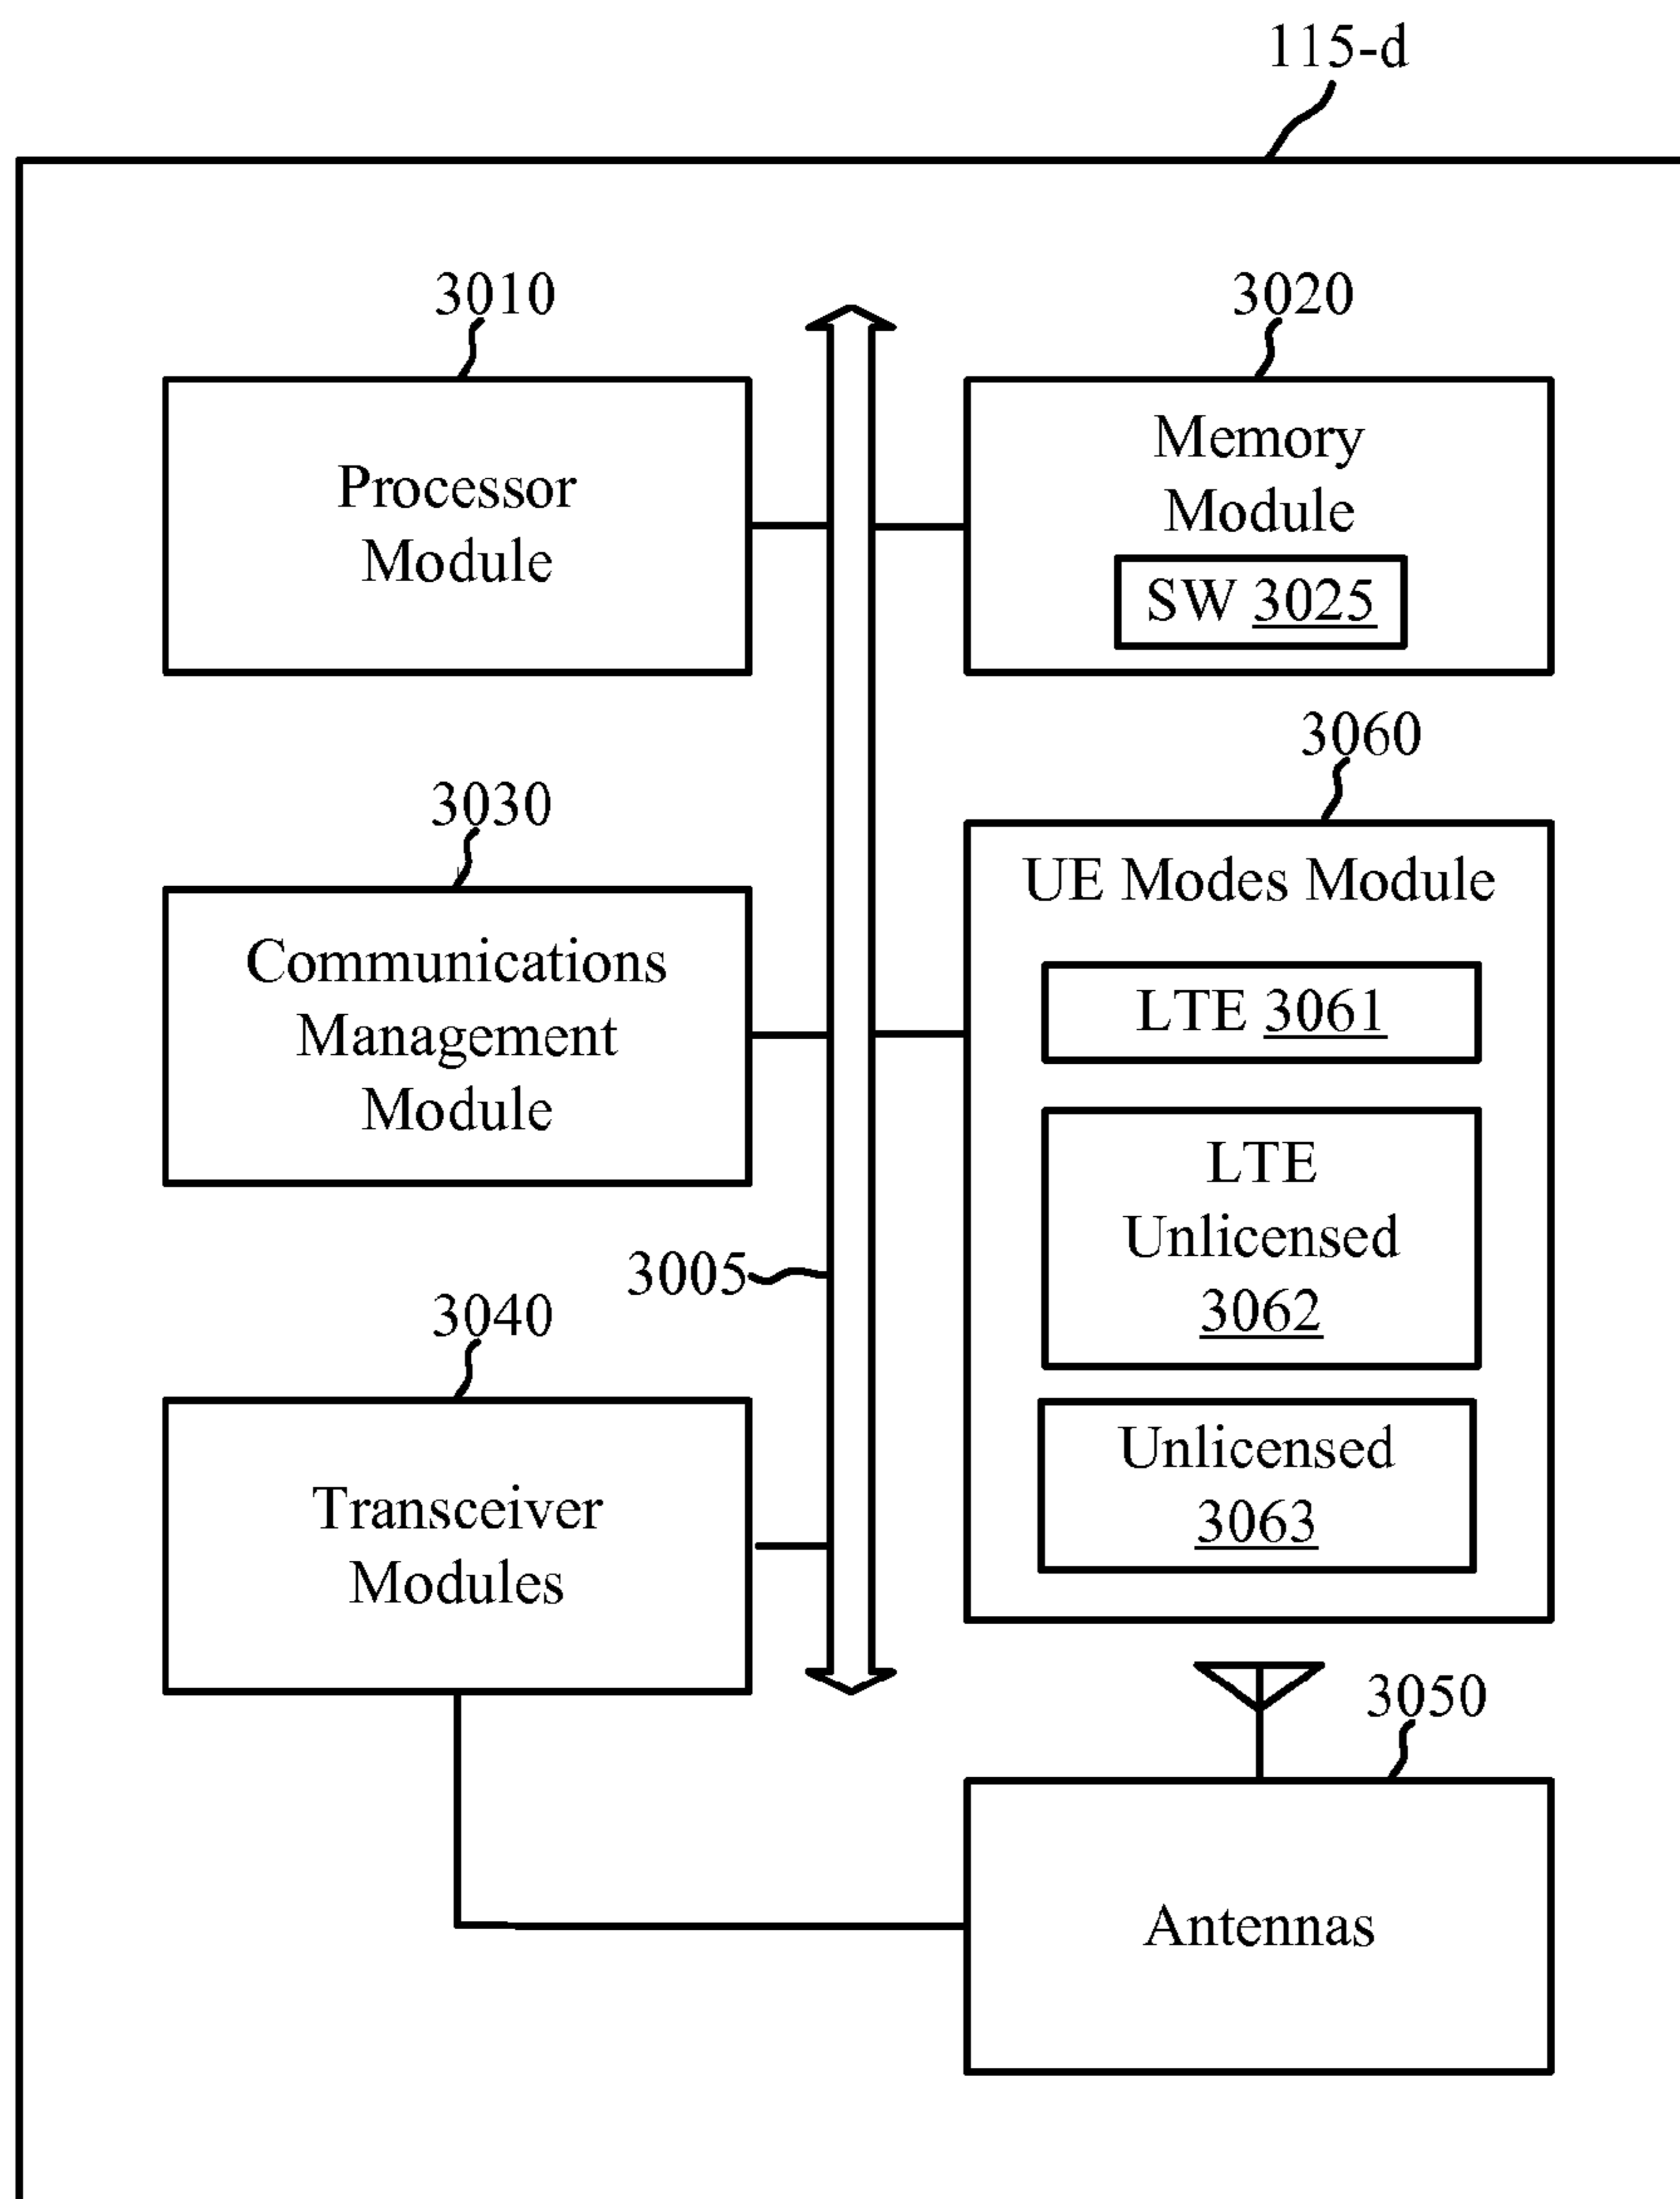 115-d
3010
Processor
Module
3020
Memory
Module
SW 3025
3030
Communications
Management
Module
3060
UE Modes Module
LTE 3061
LTE
Unlicensed
3062
Unlicensed
3063
3005
3040
Transceiver
Modules
3050
Antennas